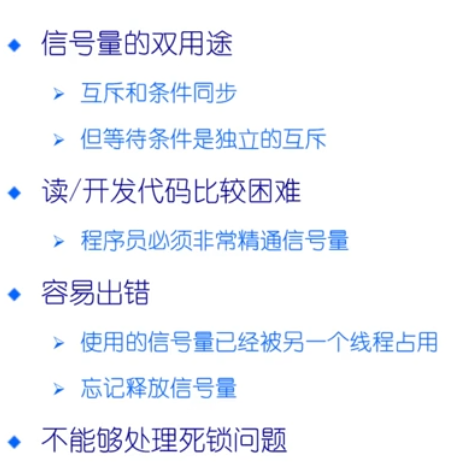 信号量的双用途
互斥和条件同步
但等待条件是独立的互斥
读/开发代码比较困难
程序员必须非常精通信号量
容易出错
使用的信号量已经被另一个线程占用
忘记释放信号量
不能够处理死锁问题